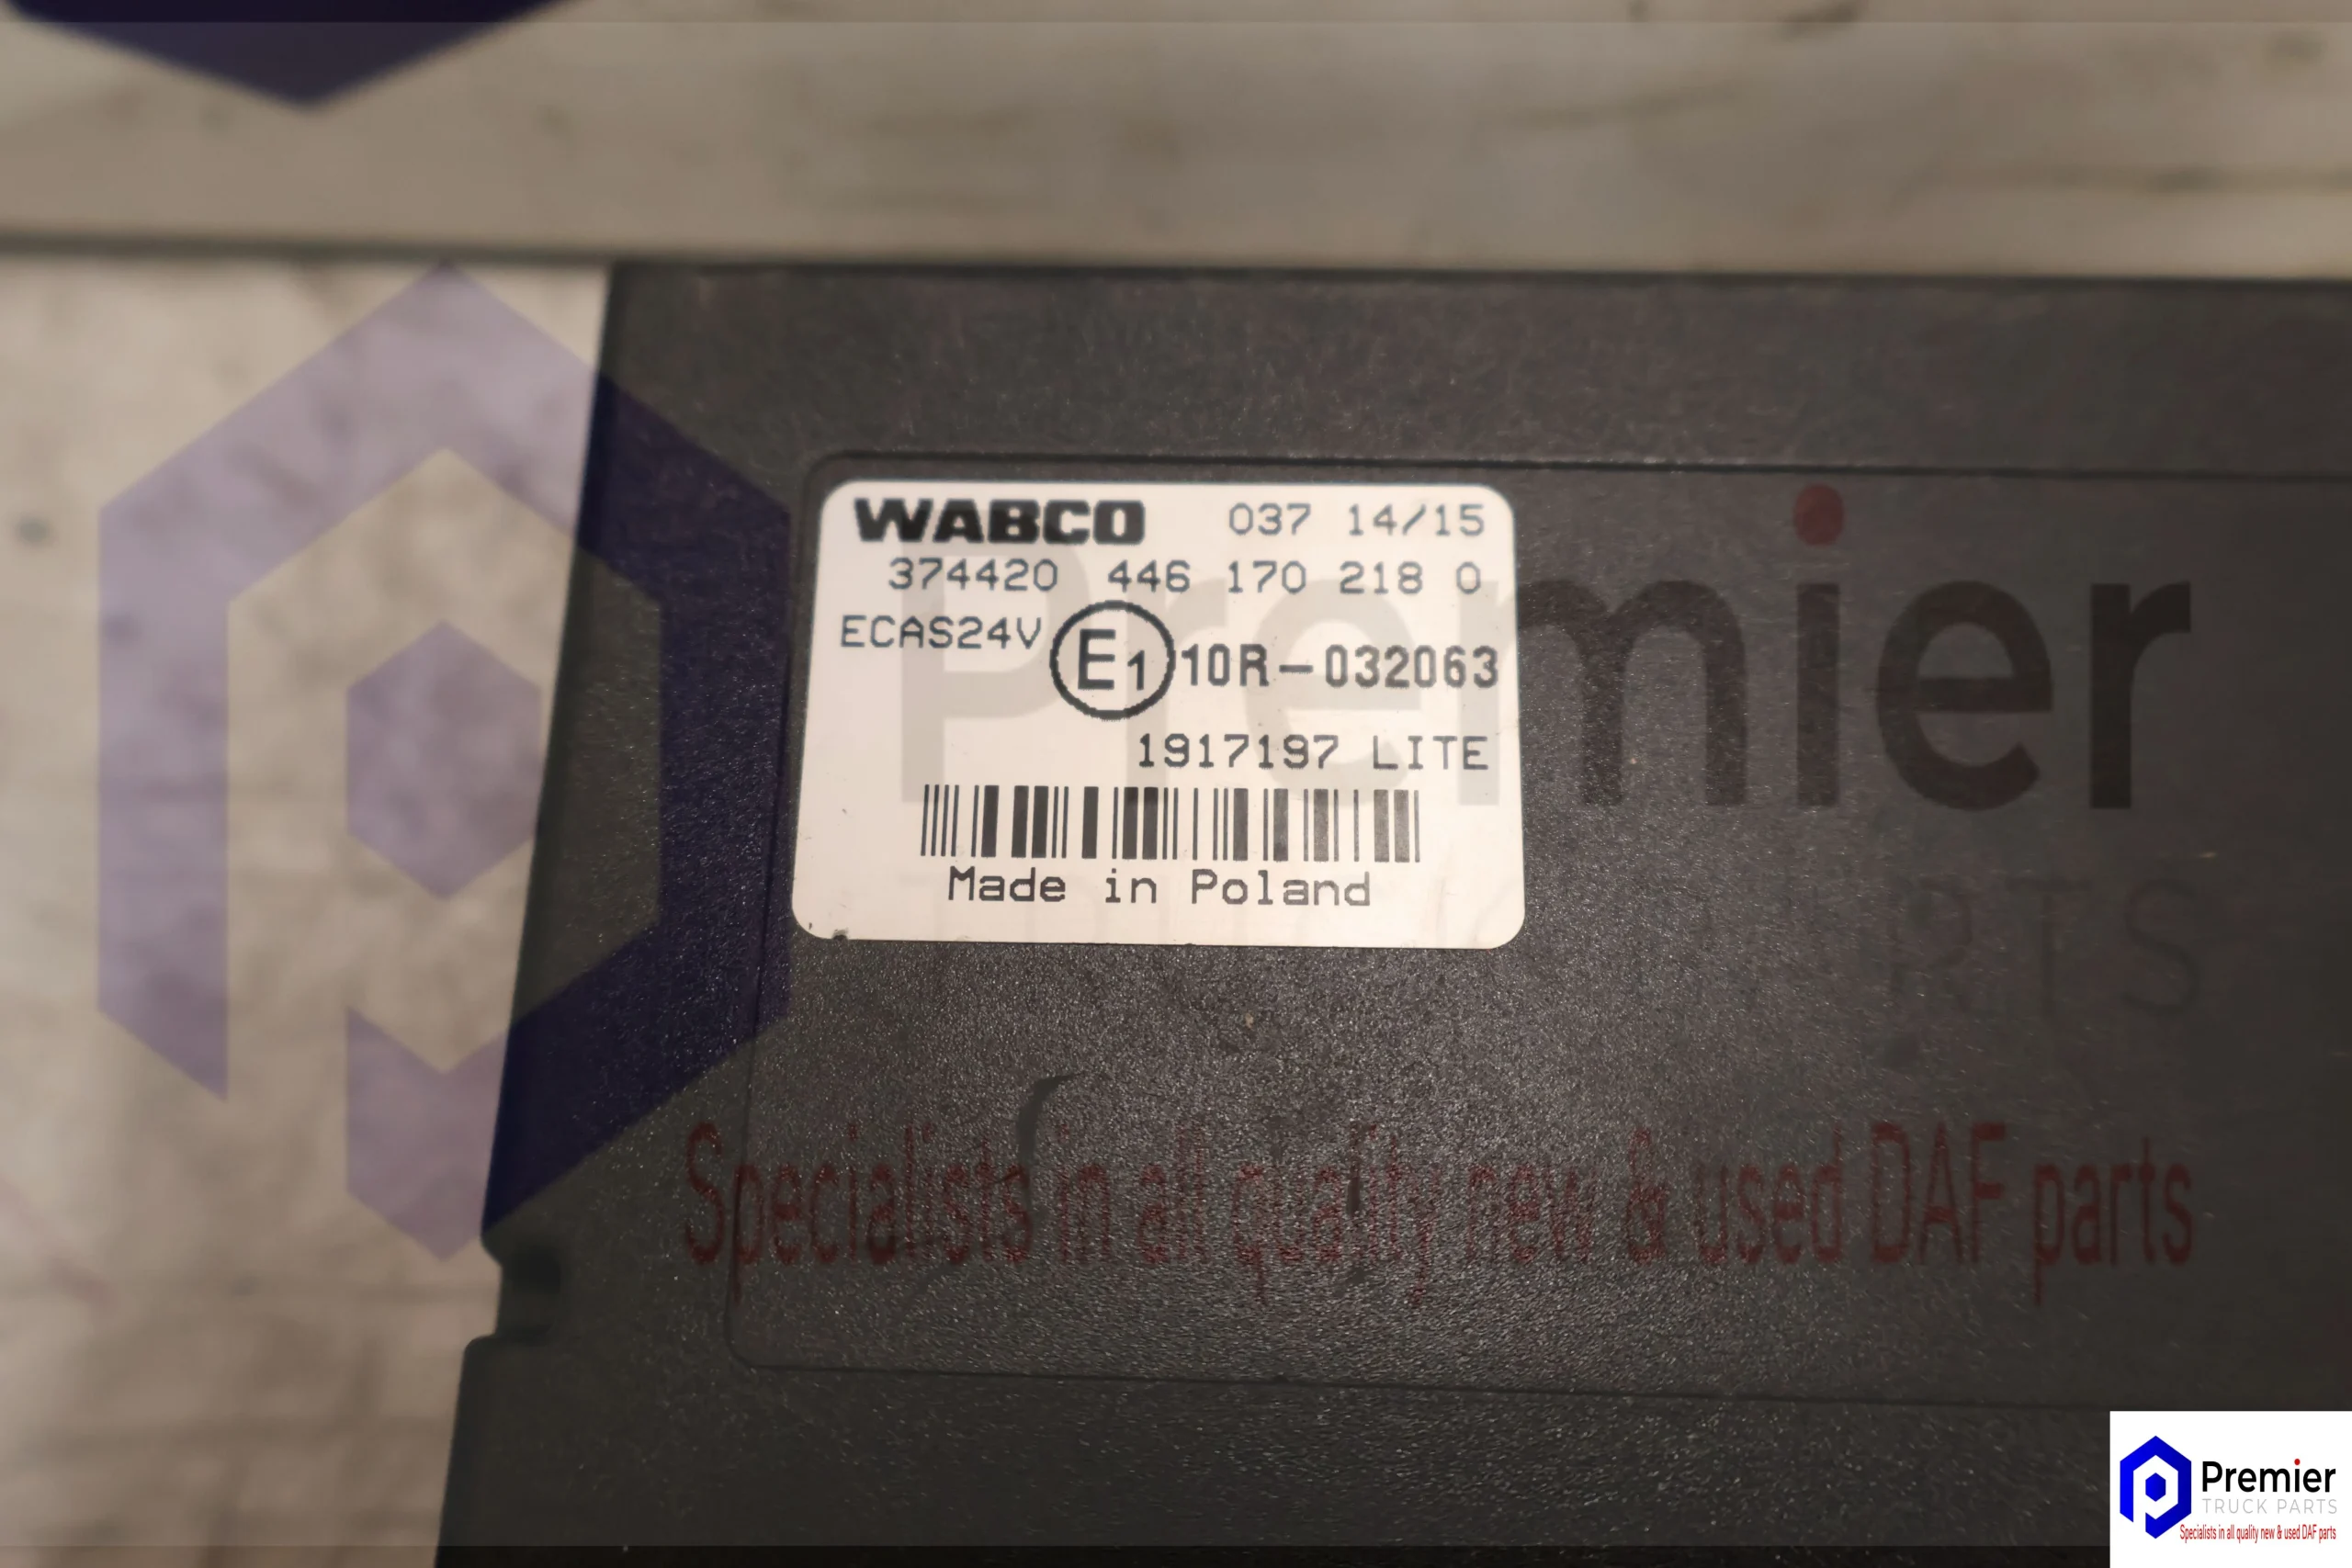 WABCO 037 14/15
374420 446 170 218 0
ECAS24V E1 10R-032063
1917197 LITE
Made in Poland
Premier
TRUCK PARTS
Specialists in all quality new & used DAF parts
Premier
TRUCK PARTS
Specialists in all quality new & used DAF parts